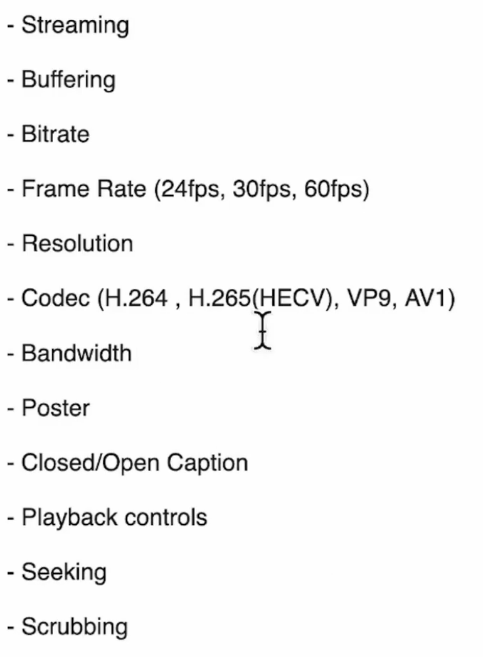 - Streaming
- Buffering
- Bitrate
- Frame Rate (24fps, 30fps, 60fps)
- Resolution
- Codec (H.264 , H.265(HECV), VP9, AV1)
- Bandwidth
- Poster
- Closed/Open Caption
- Playback controls
- Seeking
- Scrubbing